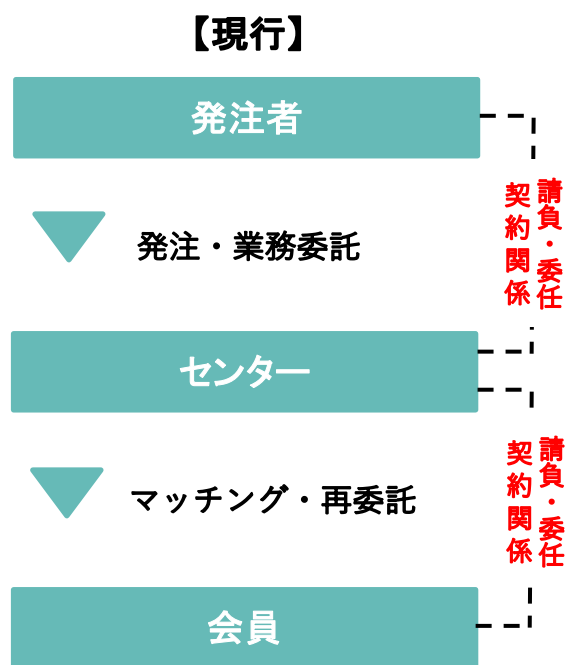 【現行】
発注者
請負・委任
契約関係
発注・業務委託
センター
請負・委任
契約関係
マッチング・再委託
会員